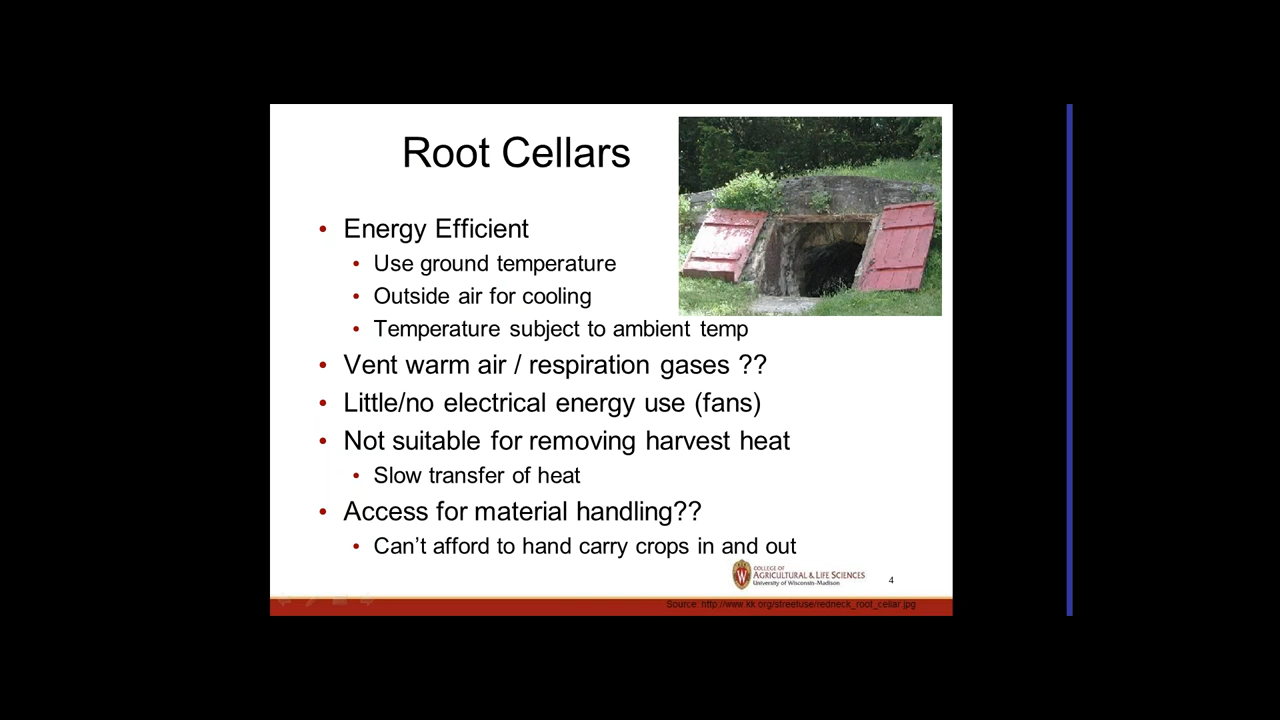 Root Cellars
• Energy Efficient
• Use ground temperature
• Outside air for cooling
• Temperature subject to ambient temp
• Vent warm air / respiration gases ??
• Little/no electrical energy use (fans)
• Not suitable for removing harvest heat
• Slow transfer of heat
• Access for material handling??
• Can't afford to hand carry crops in and out
W
COLLEGE OF
AGRICULTURAL & LIFE SCIENCES
University of Wisconsin-Madison
4
Source: http://www.kk.org/streetuse/redneck_root_cellar.jpg